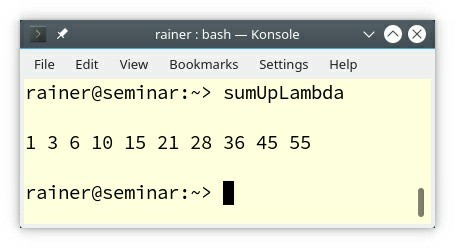 rainer : bash — Konsole
File Edit View Bookmarks Settings Help
rainer@seminar:~> sumUpLambda
1 3 6 10 15 21 28 36 45 55
rainer@seminar:~>